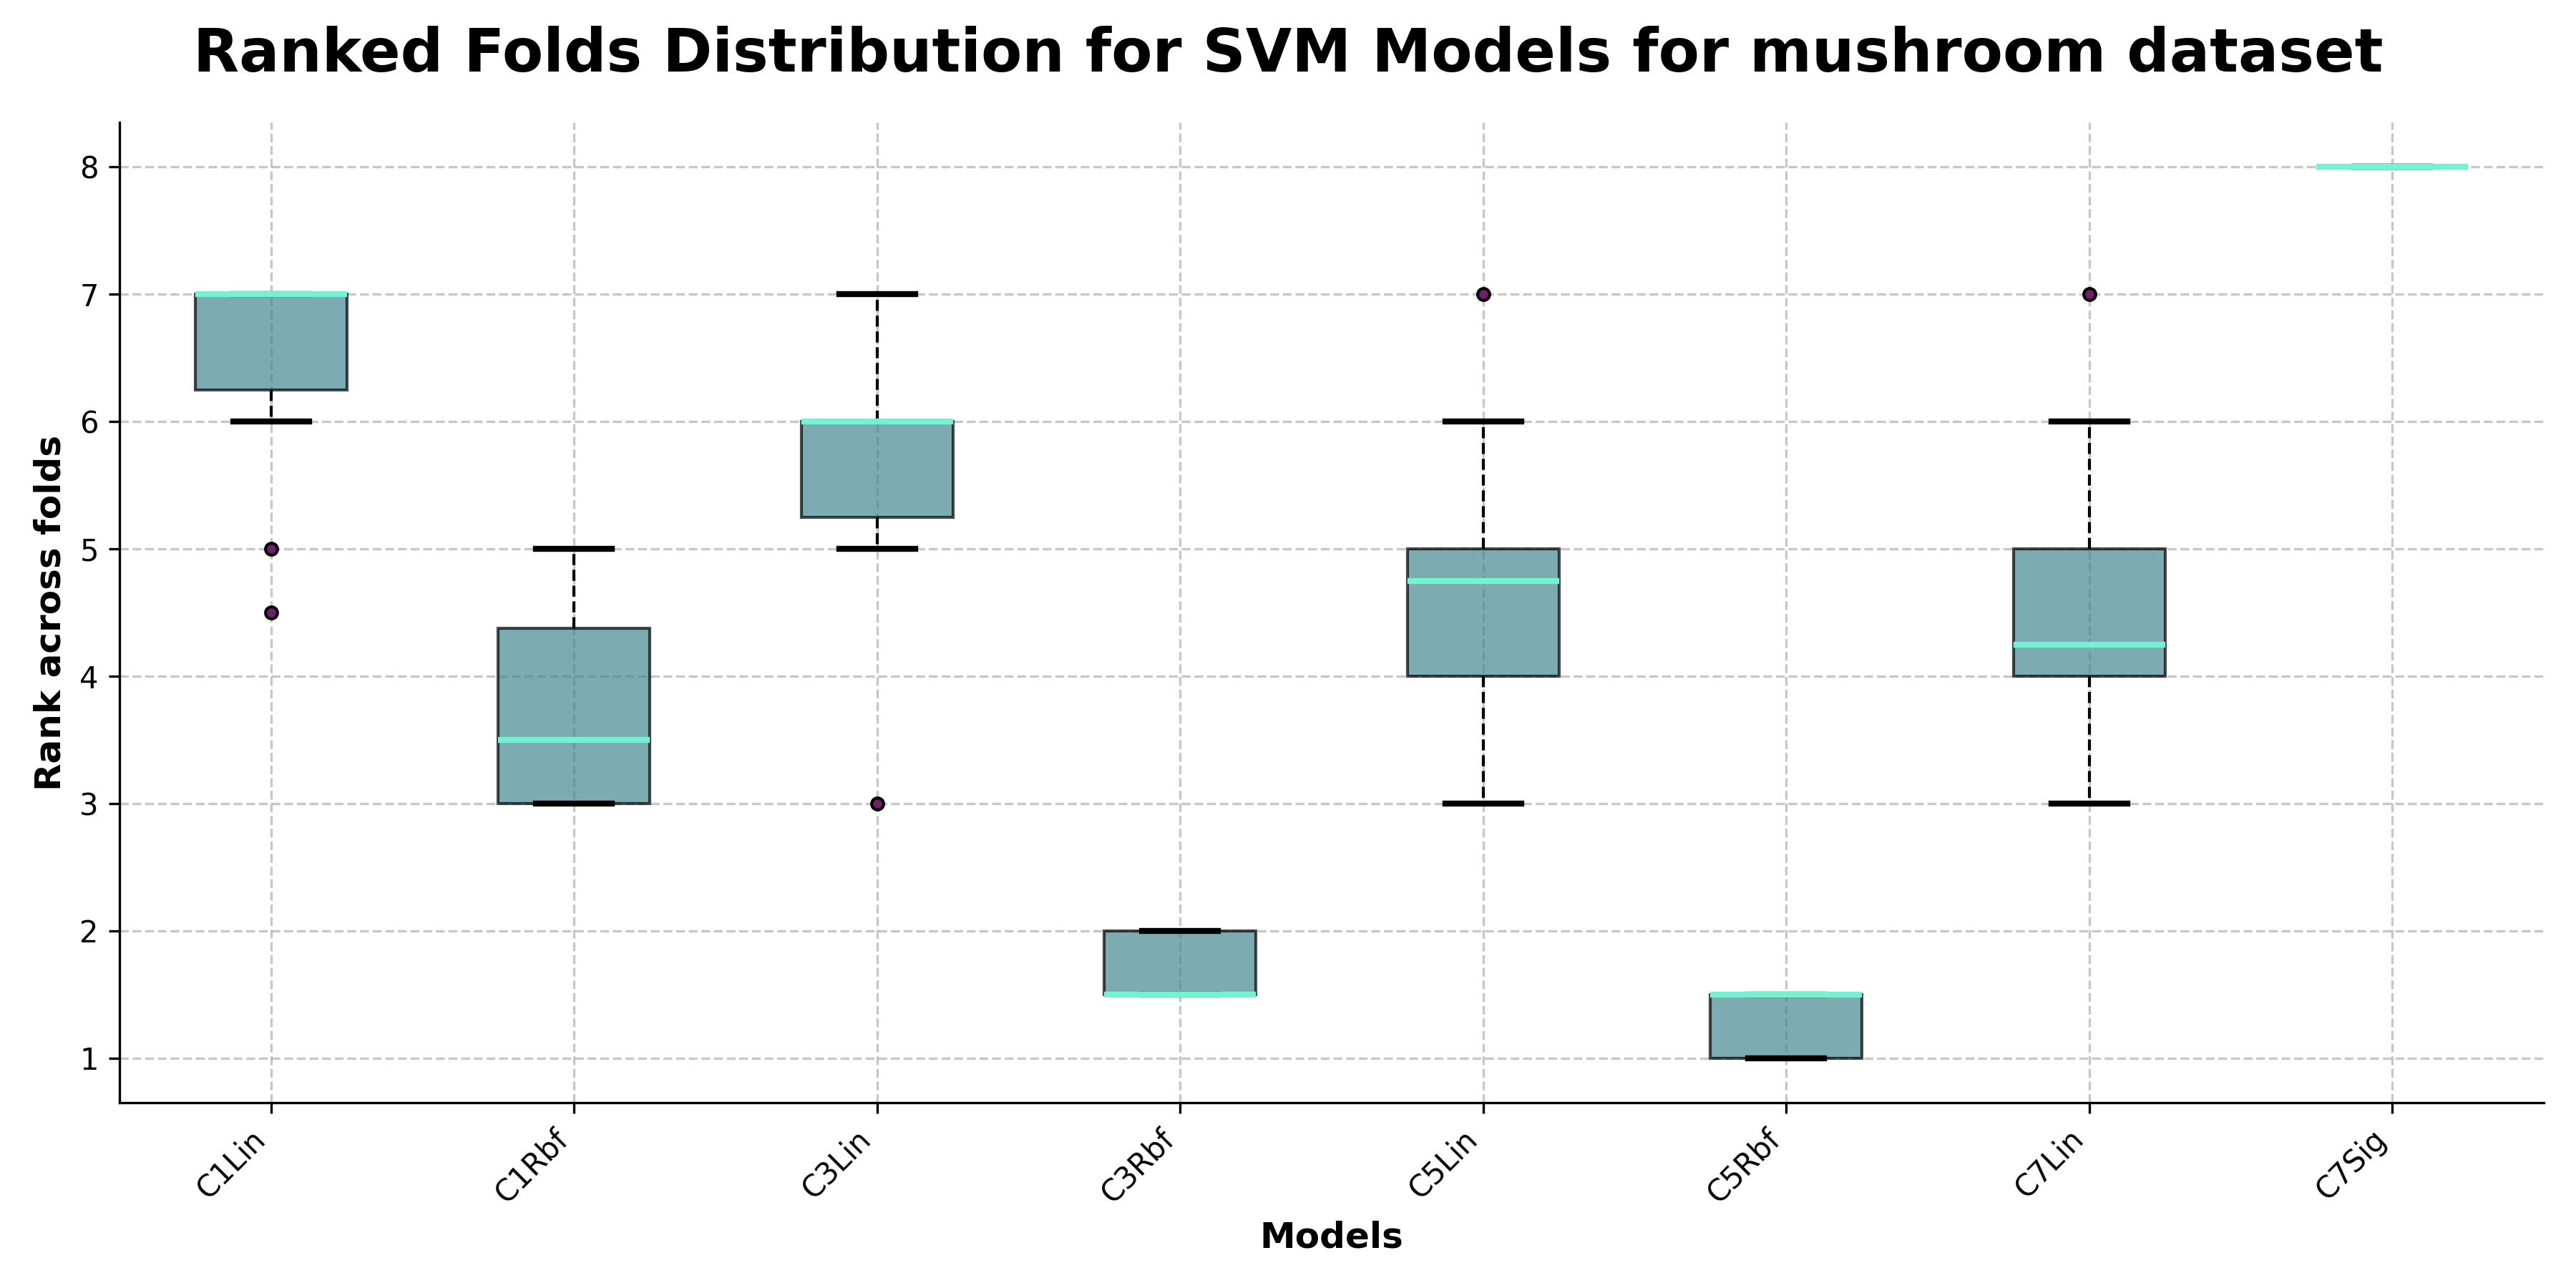 Ranked Folds Distribution for SVM Models for mushroom dataset
Rank across folds
8
7
6
5
4
3
2
1
C1Lin
C1Rbf
C3Lin
C3Rbf
C5Lin
C5Rbf
C7Lin
C7Sig
Models